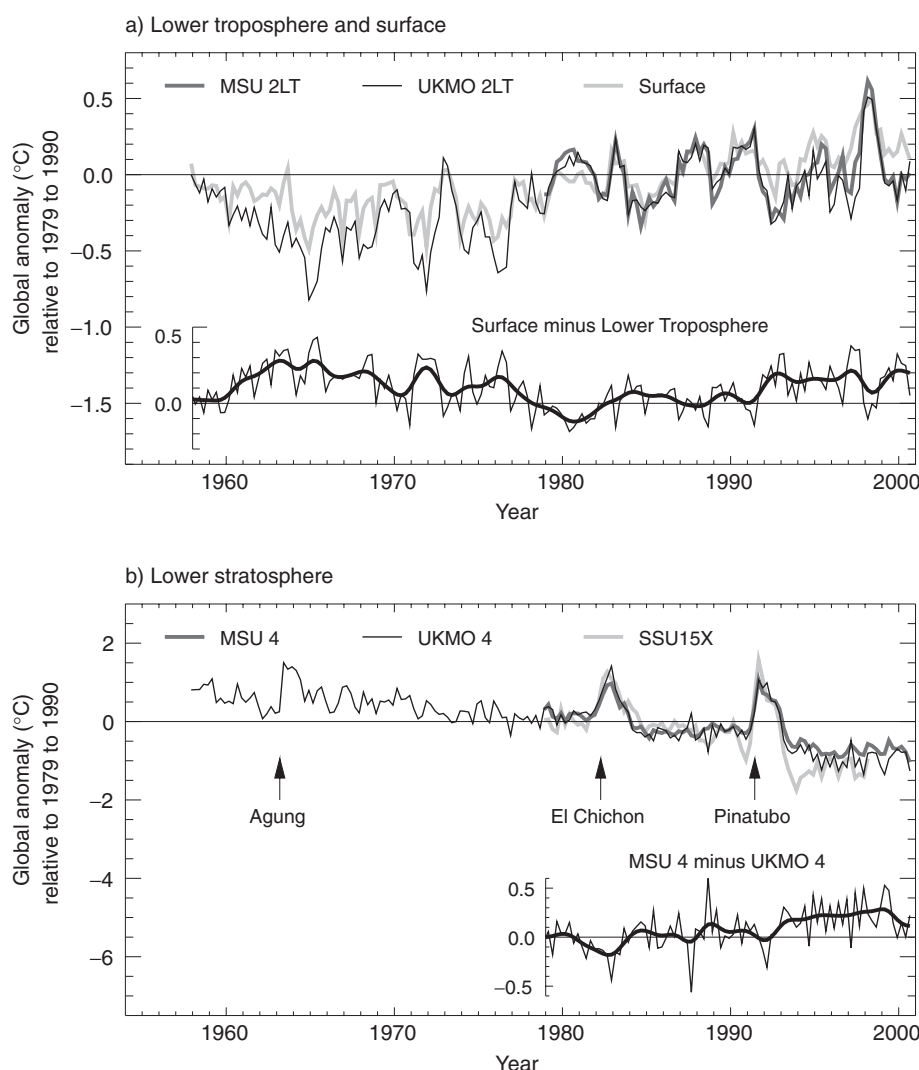 a) Lower troposphere and surface
MSU 2LT UKMO 2LT Surface
Global anomaly (°C)
relative to 1979 to 1990
0.5
0.0
−0.5
−1.0
−1.5
Surface minus Lower Troposphere
0.5
0.0
1960 1970 1980 1990 2000
Year
b) Lower stratosphere
MSU 4 UKMO 4 SSU15X
Global anomaly (°C)
relative to 1979 to 1990
2
0
−2
−4
−6
Agung El Chichon Pinatubo
MSU 4 minus UKMO 4
0.5
0.0
−0.5
1960 1970 1980 1990 2000
Year